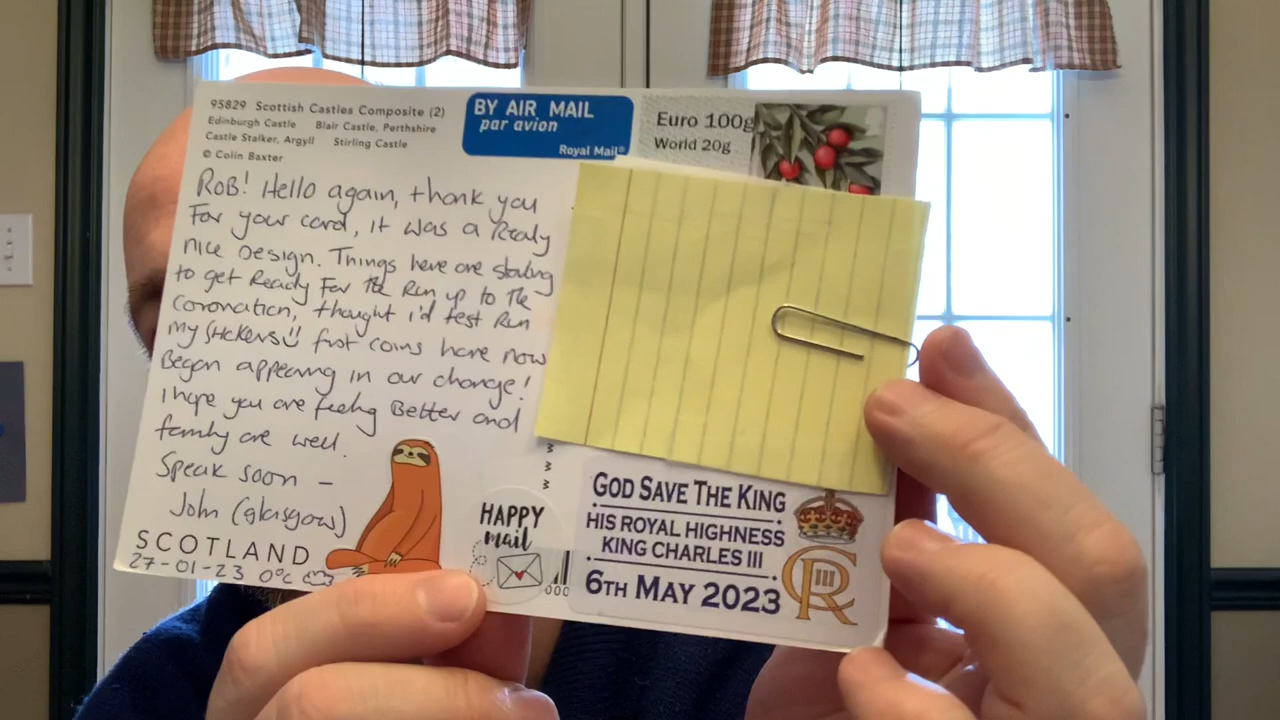 95829 Scottish Castles Composite (2)
Edinburgh Castle Blair Castle, Perthshire
Castle Stalker, Argyll Stirling Castle
© Colin Baxter
BY AIR MAIL
par avion
Royal Mail®
Euro 100g
World 20g
ROB! Hello again, thank you
For your card, it was a Really
nice Design. Things here are starting
to get Ready For the Run up to the
coronation, thought i'd test Run
my stickers first coins have now
Began appearing in our change!
I hope you are feeling Better and
family are well.
Speak soon -
John (glasgow)
SCOTLAND
27-01-23 0°c
HAPPY
mail
www
000
GOD SAVE THE KING
HIS ROYAL HIGHNESS
KING CHARLES III
6TH MAY 2023
CR III